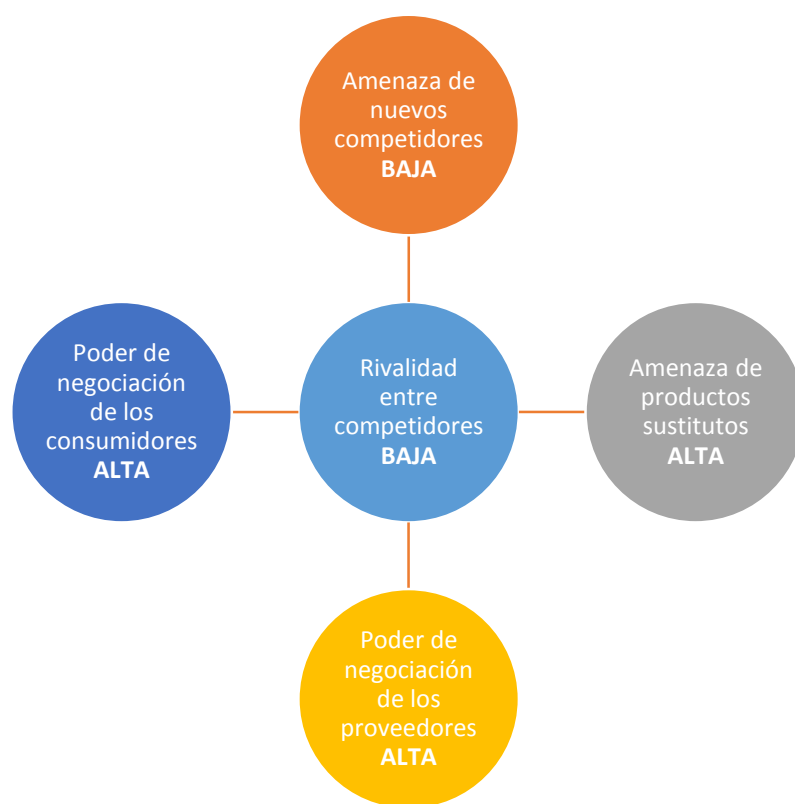 Amenaza de
nuevos
competidores
BAJA
Poder de
negociación
de los
consumidores
ALTA
Rivalidad
entre
competidores
BAJA
Amenaza de
productos
sustitutos
ALTA
Poder de
negociación
de los
proveedores
ALTA